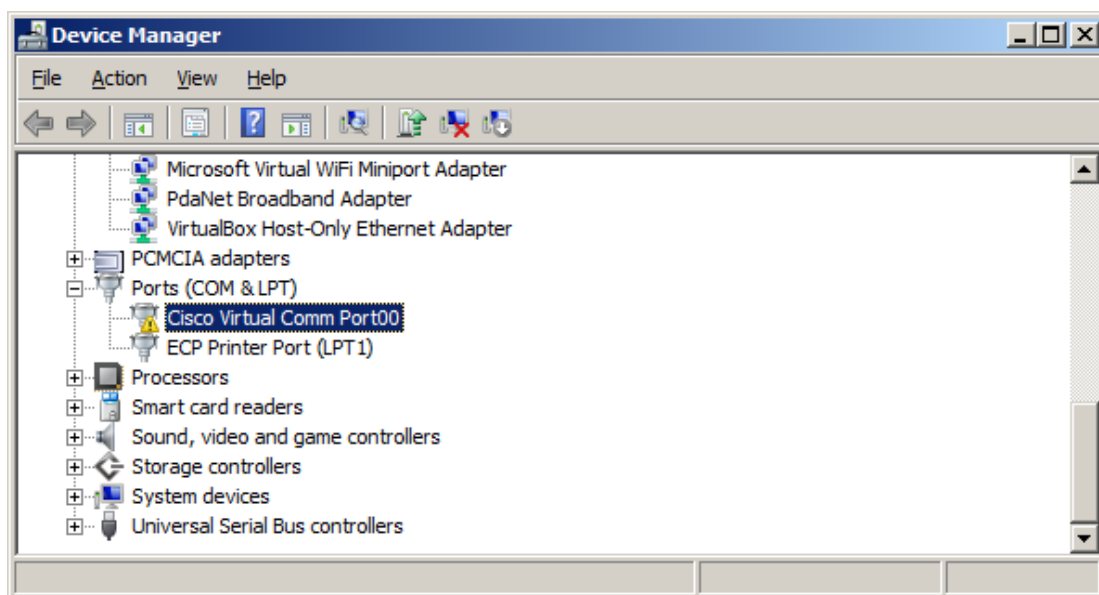 Device Manager
File Action View Help
Microsoft Virtual WiFi Miniport Adapter
PdaNet Broadband Adapter
VirtualBox Host-Only Ethernet Adapter
PCMCIA adapters
Ports (COM & LPT)
Cisco Virtual Comm Port00
ECP Printer Port (LPT1)
Processors
Smart card readers
Sound, video and game controllers
Storage controllers
System devices
Universal Serial Bus controllers